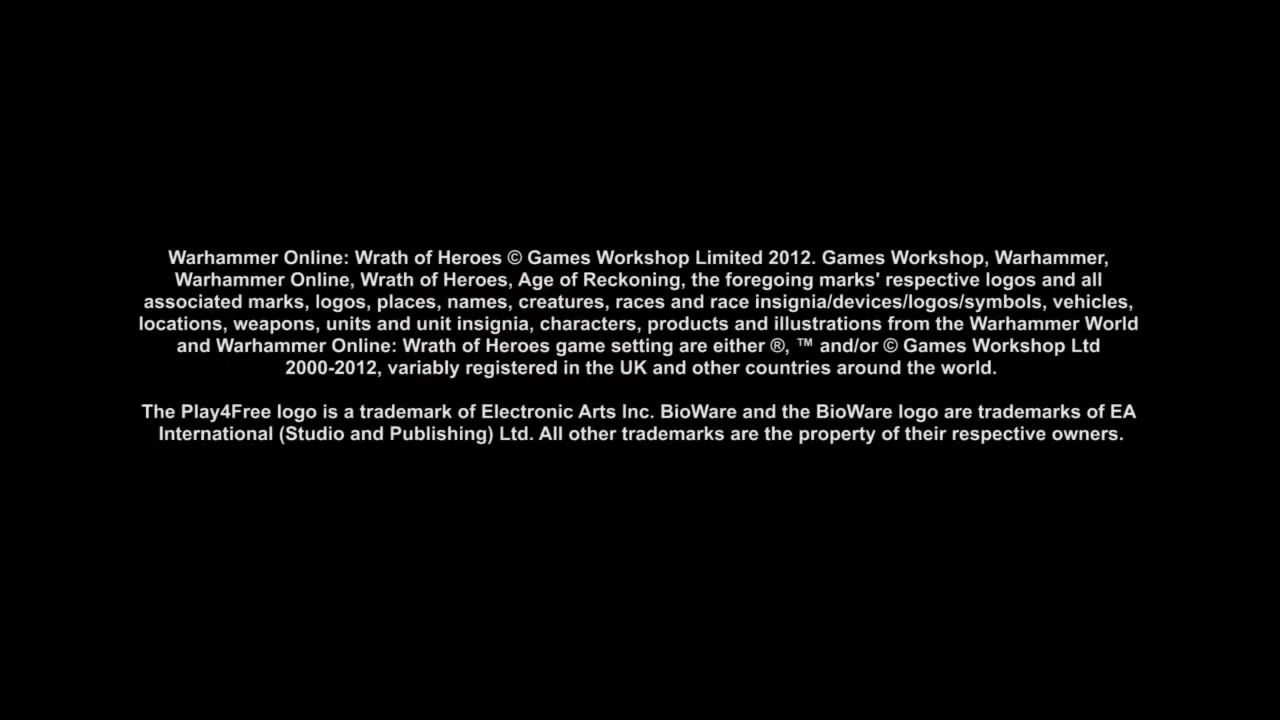 Warhammer Online: Wrath of Heroes © Games Workshop Limited 2012. Games Workshop, Warhammer,
Warhammer Online, Wrath of Heroes, Age of Reckoning, the foregoing marks' respective logos and all
associated marks, logos, places, names, creatures, races and race insignia/devices/logos/symbols, vehicles,
locations, weapons, units and unit insignia, characters, products and illustrations from the Warhammer World
and Warhammer Online: Wrath of Heroes game setting are either ®, ™ and/or © Games Workshop Ltd
2000-2012, variably registered in the UK and other countries around the world.
The Play4Free logo is a trademark of Electronic Arts Inc. BioWare and the BioWare logo are trademarks of EA
International (Studio and Publishing) Ltd. All other trademarks are the property of their respective owners.